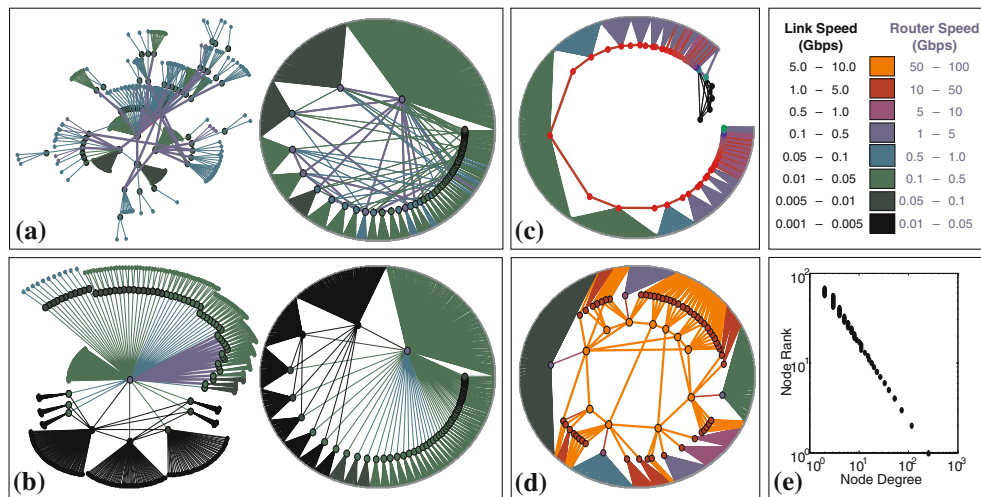 (a)
(b)
(c)
(d)
(e)
Link Speed
(Gbps)
Router Speed
(Gbps)
5.0 – 10.0
50 – 100
1.0 – 5.0
10 – 50
0.5 – 1.0
5 – 10
0.1 – 0.5
1 – 5
0.05 – 0.1
0.5 – 1.0
0.01 – 0.05
0.1 – 0.5
0.005 – 0.01
0.05 – 0.1
0.001 – 0.005
0.01 – 0.05
10²
10¹
10⁰
Node Rank
10⁰
10¹
10²
10³
Node Degree